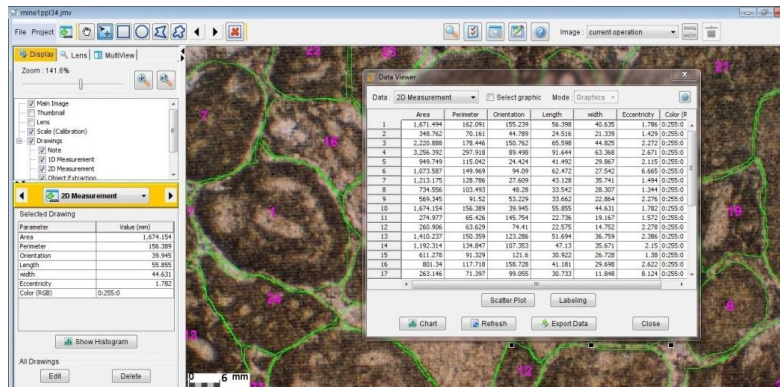 mine1ppl34.jmv
File Project
Image : current operation
Display Lens MultiView
Zoom : 141.6%
Main Image
Thumbnail
Lens
Scale (Calibration)
Drawings
Note
1D Measurement
2D Measurement
Object Extraction
2D Measurement
Selected Drawing
Parameter Value (mm)
Area 1,674.154
Perimeter 156.389
Orientation 39.945
Length 55.855
width 44.631
Eccentricity 1.782
Color (RGB) 0:255:0
Show Histogram
All Drawings
Edit Delete
Data Viewer
Data : 2D Measurement Select graphic Mode : Graphics
Area Perimeter Orientation Length width Eccentricity Color (R
1 1,671.494 162.091 155.239 56.398 40.635 1.786 0:255:0
2 348.762 70.161 44.789 24.516 21.339 1.429 0:255:0
3 2,220.888 178.446 150.762 65.598 44.825 2.272 0:255:0
4 3,256.392 297.918 89.498 91.644 63.368 2.671 0:255:0
5 949.749 115.042 24.424 41.492 29.867 2.115 0:255:0
6 1,073.587 149.969 94.09 62.472 27.542 6.665 0:255:0
7 1,213.175 128.786 27.609 43.128 35.741 1.494 0:255:0
8 734.556 103.493 48.28 33.542 28.307 1.344 0:255:0
9 569.345 91.52 53.229 33.662 22.864 2.276 0:255:0
10 1,674.154 156.389 39.945 55.855 44.631 1.782 0:255:0
11 274.977 65.426 145.754 22.736 19.167 1.572 0:255:0
12 260.906 63.629 74.41 22.575 14.752 2.278 0:255:0
13 1,410.237 150.359 123.286 51.694 36.759 2.386 0:255:0
14 1,192.314 134.847 107.353 47.13 35.671 2.15 0:255:0
15 611.278 91.329 121.6 30.922 26.728 1.38 0:255:0
16 801.34 117.718 158.728 41.181 29.698 2.622 0:255:0
17 263.146 71.397 99.055 30.733 11.848 8.124 0:255:0
Scatter Plot Labeling
Chart Refresh Export Data Close
7
1
12
0 6 mm